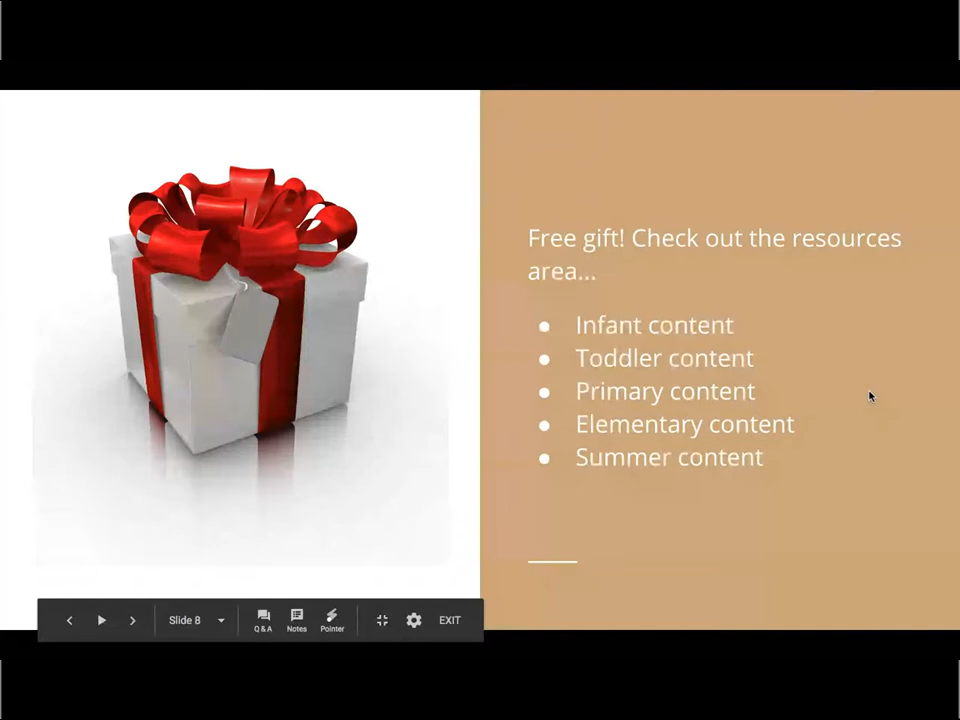 Free gift! Check out the resources
area...
● Infant content
● Toddler content
● Primary content
● Elementary content
● Summer content
Slide 8
Q & A
Notes
Pointer
EXIT